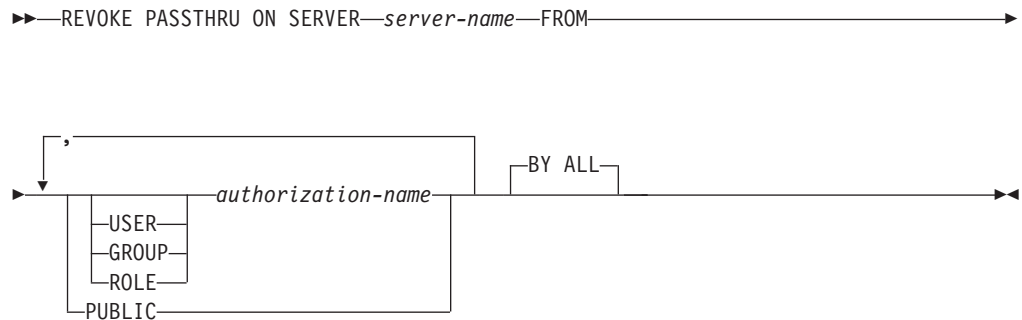 REVOKE PASSTHRU ON SERVER server-name FROM
,
BY ALL
authorization-name
USER
GROUP
ROLE
PUBLIC